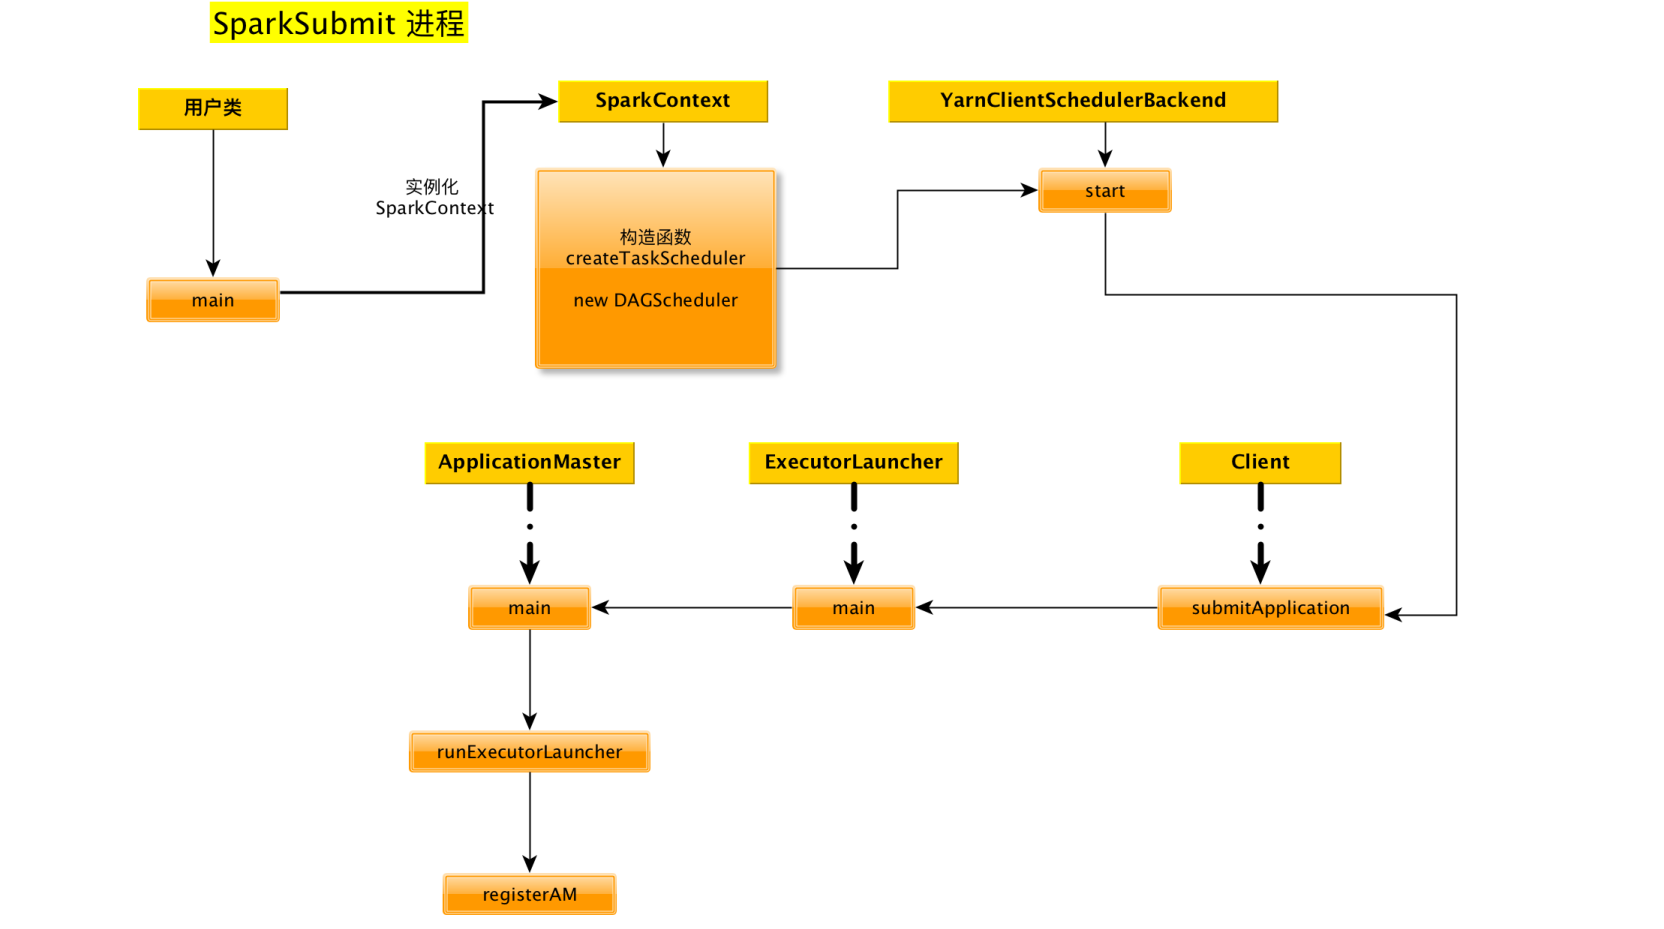 SparkSubmit 进程
用户类
SparkContext
YarnClientSchedulerBackend
实例化
SparkContext
start
构造函数
createTaskScheduler
new DAGScheduler
main
ApplicationMaster
ExecutorLauncher
Client
main
main
submitApplication
runExecutorLauncher
registerAM